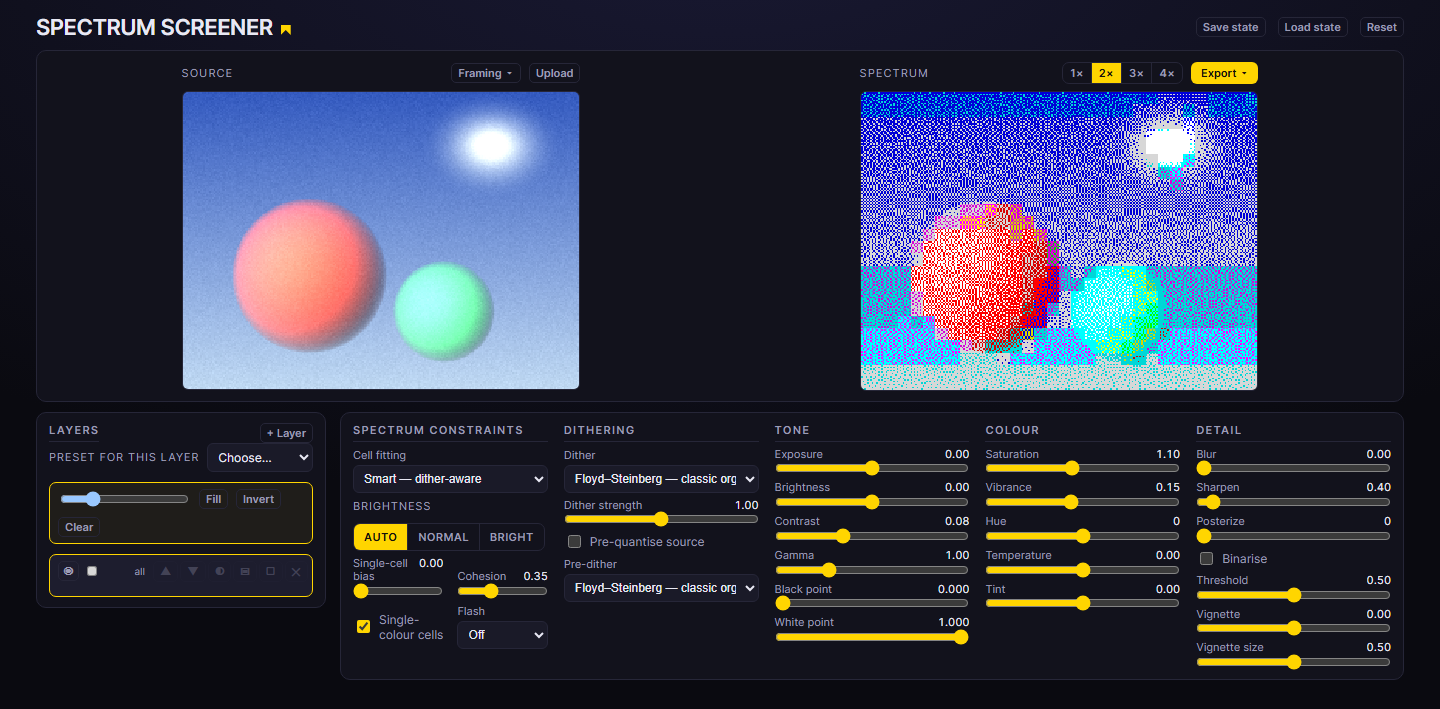 SPECTRUM SCREENER
Save state
Load state
Reset
SOURCE
Framing
Upload
SPECTRUM
1×
2×
3×
4×
Export
LAYERS
+ Layer
PRESET FOR THIS LAYER
Choose...
Fill
Invert
Clear
all
SPECTRUM CONSTRAINTS
Cell fitting
Smart — dither-aware
BRIGHTNESS
AUTO
NORMAL
BRIGHT
Single-cell bias 0.00
Cohesion 0.35
Single-colour cells
Flash
Off
DITHERING
Dither
Floyd–Steinberg — classic org
Dither strength 1.00
Pre-quantise source
Pre-dither
Floyd–Steinberg — classic org
TONE
Exposure 0.00
Brightness 0.00
Contrast 0.08
Gamma 1.00
Black point 0.000
White point 1.000
COLOUR
Saturation 1.10
Vibrance 0.15
Hue 0
Temperature 0.00
Tint 0.00
DETAIL
Blur 0.00
Sharpen 0.40
Posterize 0
Binarise
Threshold 0.50
Vignette 0.00
Vignette size 0.50